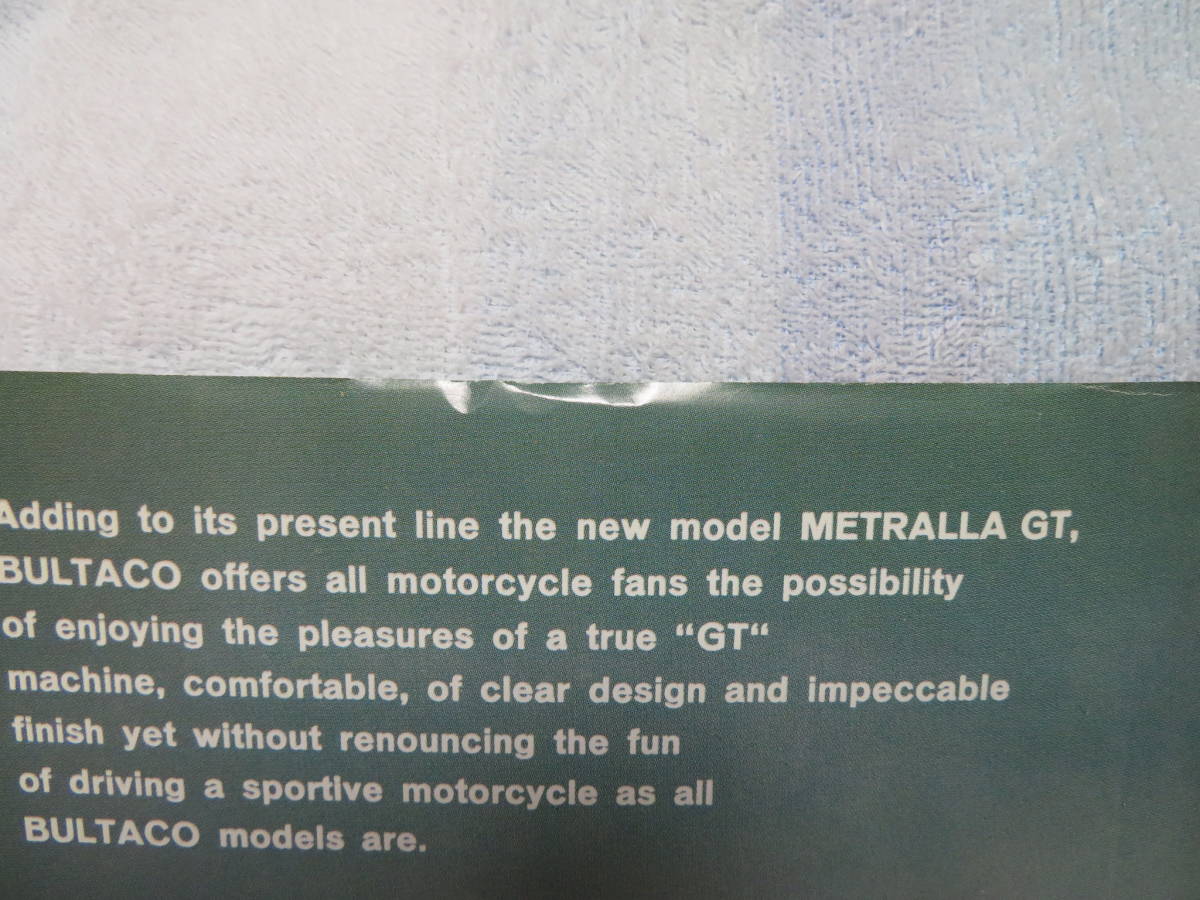 Adding to its present line the new model METRALLA GT,
BULTACO offers all motorcycle fans the possibility
of enjoying the pleasures of a true “GT“
machine, comfortable, of clear design and impeccable
finish yet without renouncing the fun
of driving a sportive motorcycle as all
BULTACO models are.